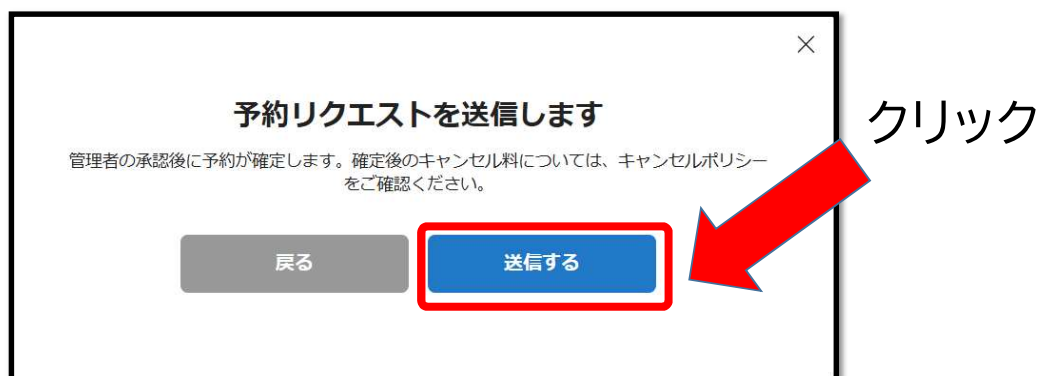 予約リクエストを送信します
クリック
管理者の承認後に予約が確定します。確定後のキャンセル料については、キャンセルポリシー
をご確認ください。
戻る
送信する